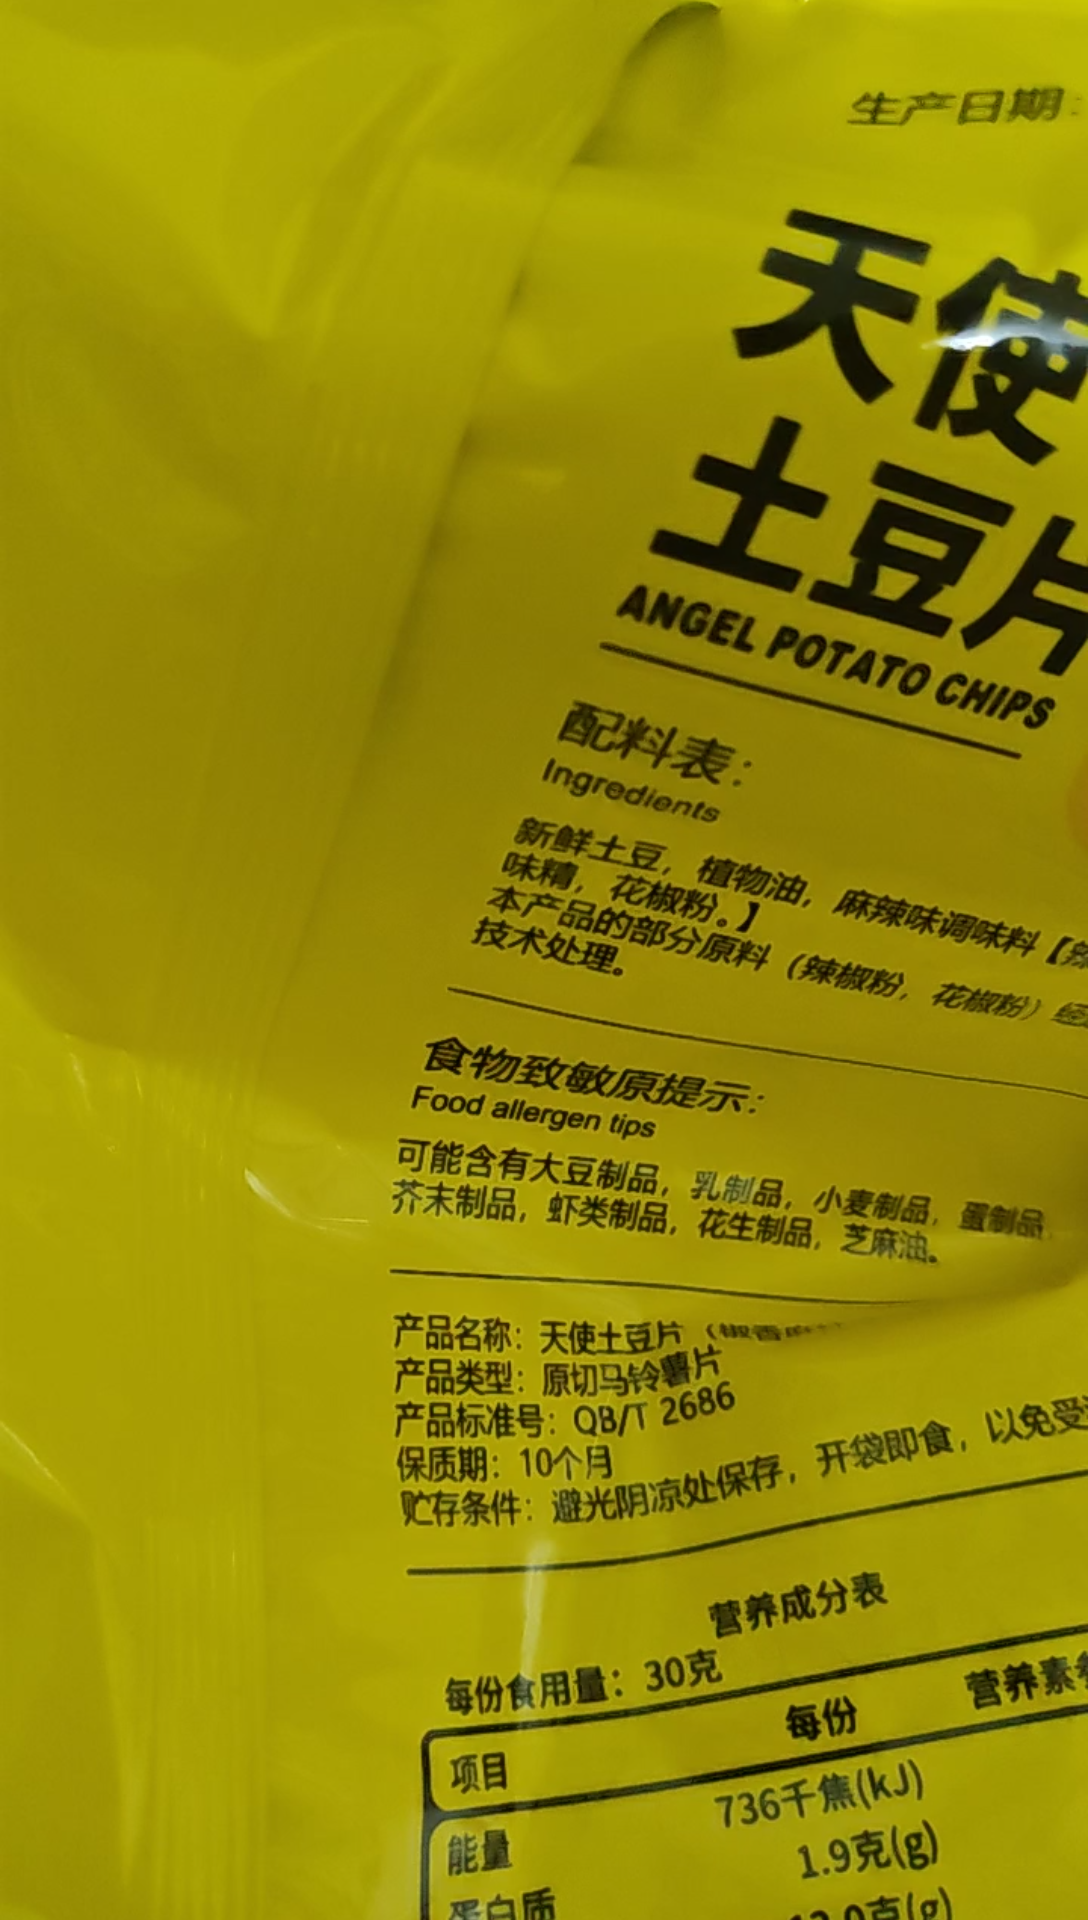 生产日期:
天使
土豆片
ANGEL POTATO CHIPS
配料表:
Ingredients
新鲜土豆, 植物油, 麻辣味调味料【
味精, 花椒粉。】
本产品的部分原料 (辣椒粉, 花椒粉)
技术处理。
食物致敏原提示:
Food allergen tips
可能含有大豆制品, 乳制品, 小麦制品, 蛋制品,
芥末制品, 虾类制品, 花生制品, 芝麻油。
产品名称: 天使土豆片 (椒香
产品类型: 原切马铃薯片
产品标准号: QB/T 2686
保质期: 10个月
贮存条件: 避光阴凉处保存, 开袋即食, 以免受
营养成分表
每份食用量: 30克
项目 每份 营养素
能量 736千焦(kJ)
蛋白质 1.9克(g)
克(g)